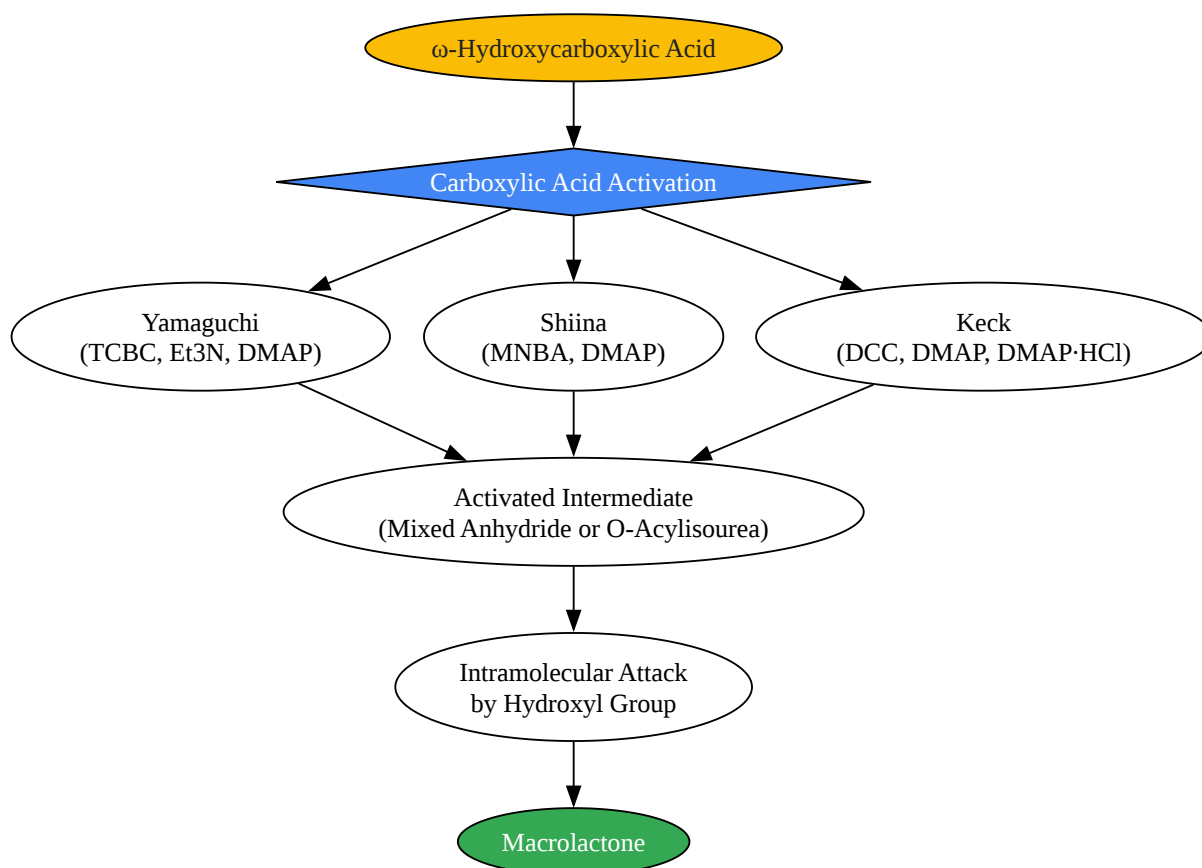 ω-Hydroxycarboxylic Acid
Carboxylic Acid Activation
Yamaguchi
(TCBC, Et3N, DMAP)
Shiina
(MNBA, DMAP)
Keck
(DCC, DMAP, DMAP·HCl)
Activated Intermediate
(Mixed Anhydride or O-Acylisourea)
Intramolecular Attack
by Hydroxyl Group
Macrolactone